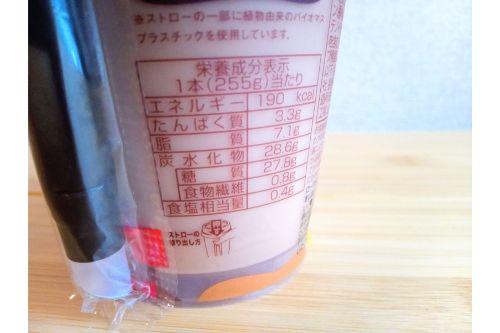 ※ストローの一部に植物由来のバイオマス
プラスチックを使用しています。
栄養成分表示
1本(255g)当たり
エネルギー 190 kcal
たんぱく質 3.3g
脂質 7.1g
炭水化物 28.6g
糖質 27.8g
食物繊維 0.8g
食塩相当量 0.4g
ストローの
取り出し方